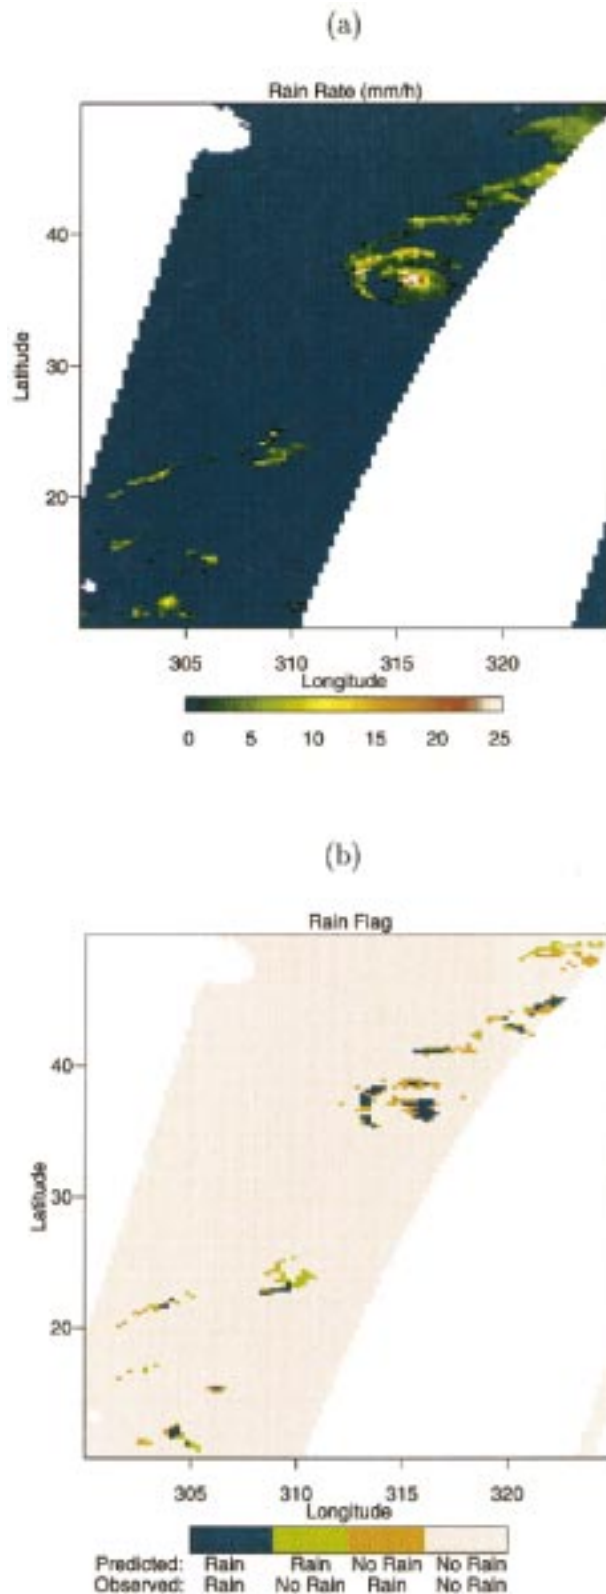 (a)
Rain Rate (mm/h)
40
30
20
Latitude
305 310 315 320
Longitude
0 5 10 15 20 25
(b)
Rain Flag
40
30
20
Latitude
305 310 315 320
Longitude
Predicted: Rain Rain No Rain No Rain
Observed: Rain No Rain Rain No Rain